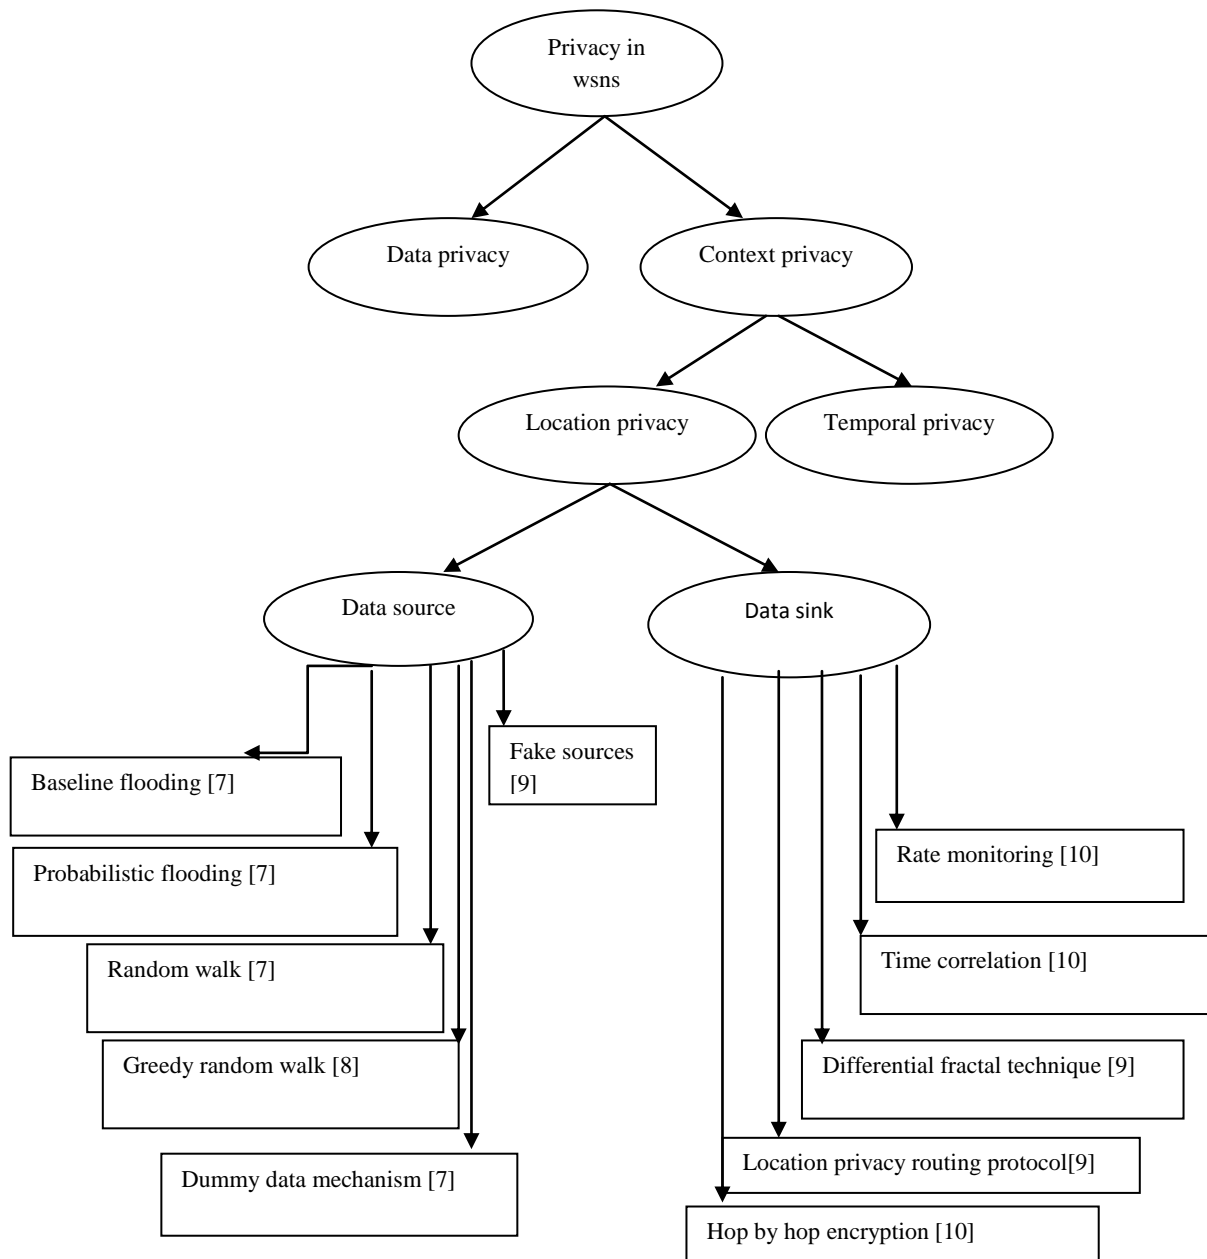 Privacy in
wsns
Data privacy
Context privacy
Location privacy
Temporal privacy
Data source
Data sink
Fake sources
[9]
Baseline flooding [7]
Probabilistic flooding [7]
Random walk [7]
Greedy random walk [8]
Dummy data mechanism [7]
Rate monitoring [10]
Time correlation [10]
Differential fractal technique [9]
Location privacy routing protocol[9]
Hop by hop encryption [10]